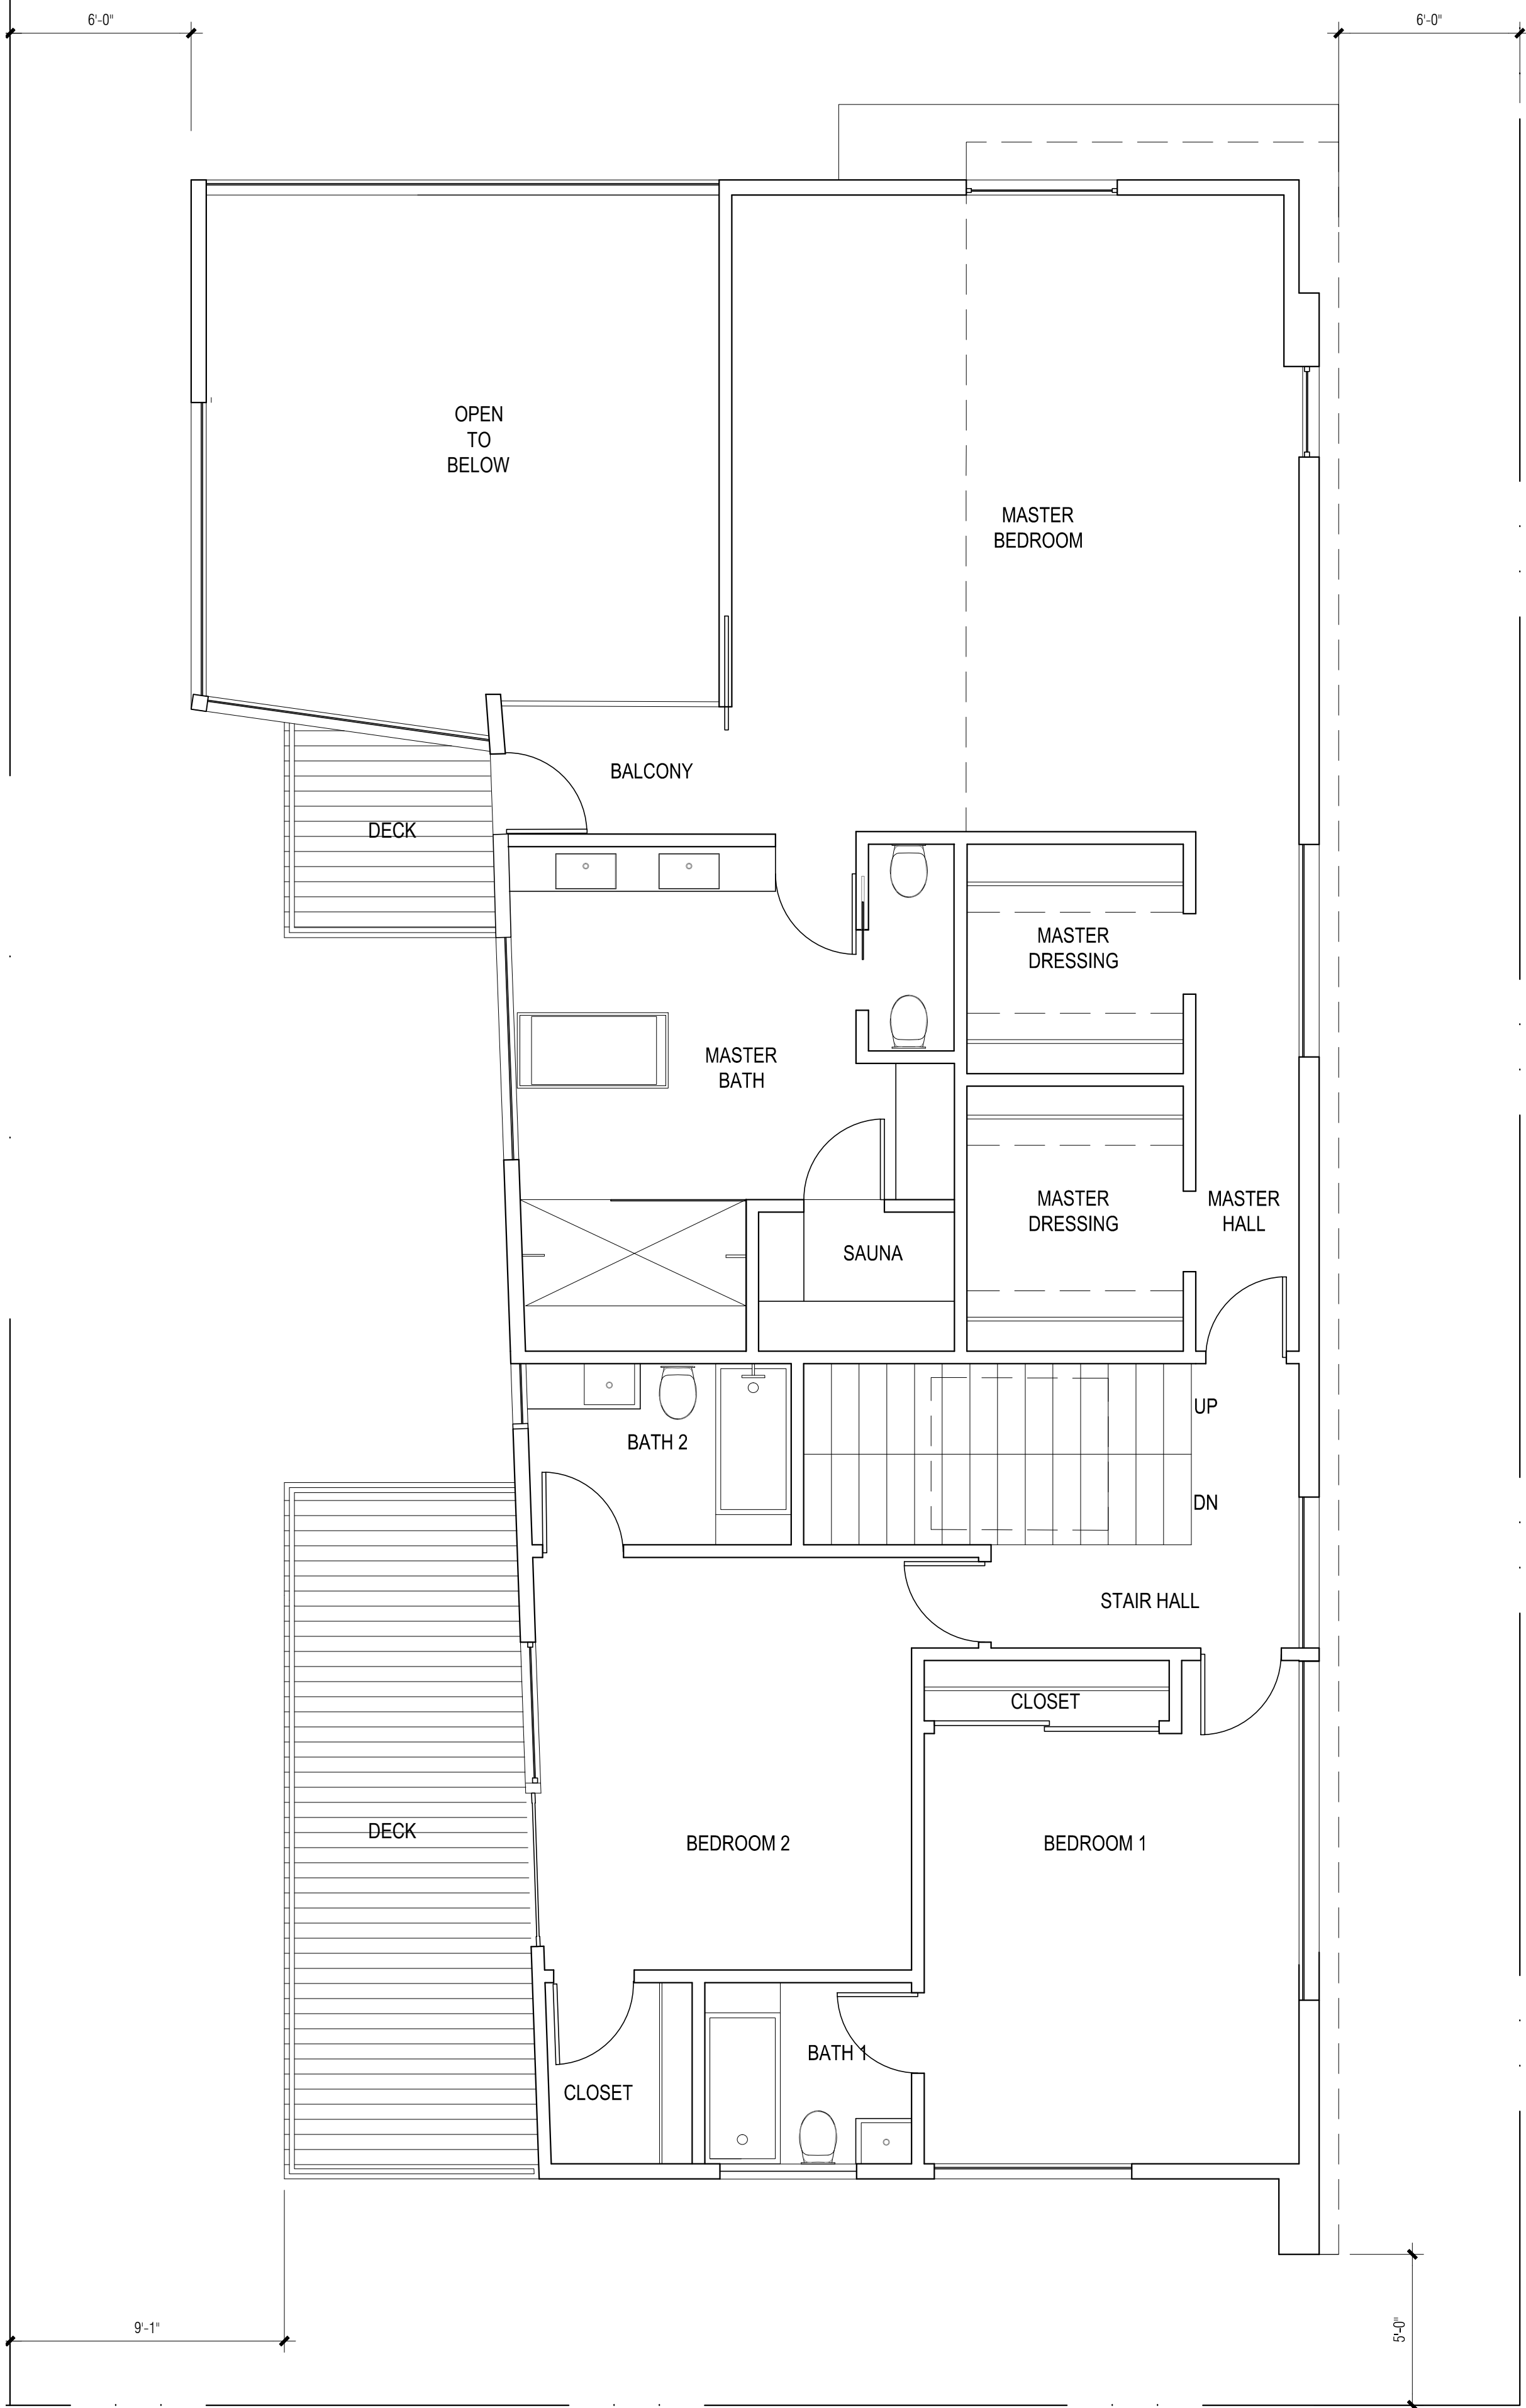 6'-0"
6'-0"
OPEN
TO
BELOW
MASTER
BEDROOM
BALCONY
DECK
MASTER
DRESSING
MASTER
BATH
MASTER
DRESSING
MASTER
HALL
SAUNA
UP
BATH 2
DN
STAIR HALL
CLOSET
DECK
BEDROOM 2
BEDROOM 1
BATH 1
CLOSET
9'-1"
5'-0"